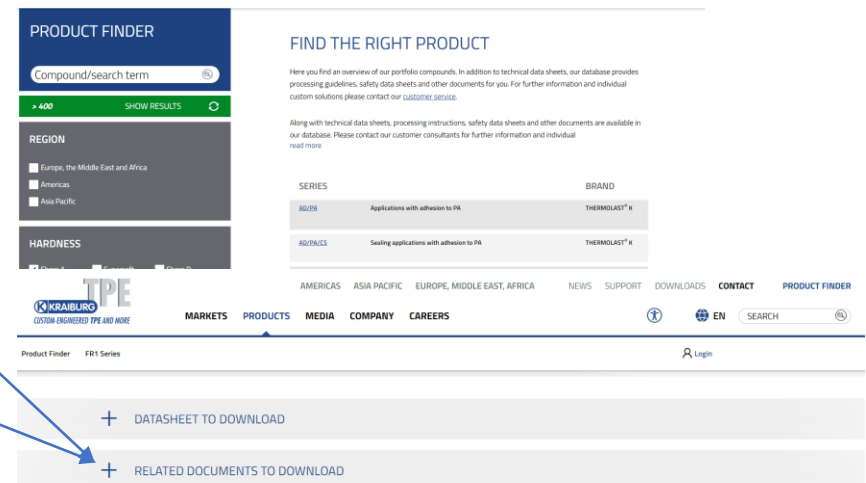 PRODUCT FINDER
Compound/search term
> 400 SHOW RESULTS
REGION
Europe, the Middle East and Africa
Americas
Asia Pacific
HARDNESS
FIND THE RIGHT PRODUCT
Here you find an overview of our portfolio compounds. In addition to technical data sheets, our database provides
processing guidelines, safety data sheets and other documents for you. For further information and individual
custom solutions please contact our customer service.
Along with technical data sheets, processing instructions, safety data sheets and other documents are available in
our database. Please contact our customer consultants for further information and individual
read more
SERIES BRAND
AD/PA Applications with adhesion to PA THERMOLAST® K
AD/PA/CS Sealing applications with adhesion to PA THERMOLAST® K
AMERICAS ASIA PACIFIC EUROPE, MIDDLE EAST, AFRICA NEWS SUPPORT DOWNLOADS CONTACT PRODUCT FINDER
TPE
KRAIBURG
CUSTOM-ENGINEERED TPE AND MORE
MARKETS PRODUCTS MEDIA COMPANY CAREERS EN SEARCH
Product Finder FR1 Series Login
+ DATASHEET TO DOWNLOAD
+ RELATED DOCUMENTS TO DOWNLOAD